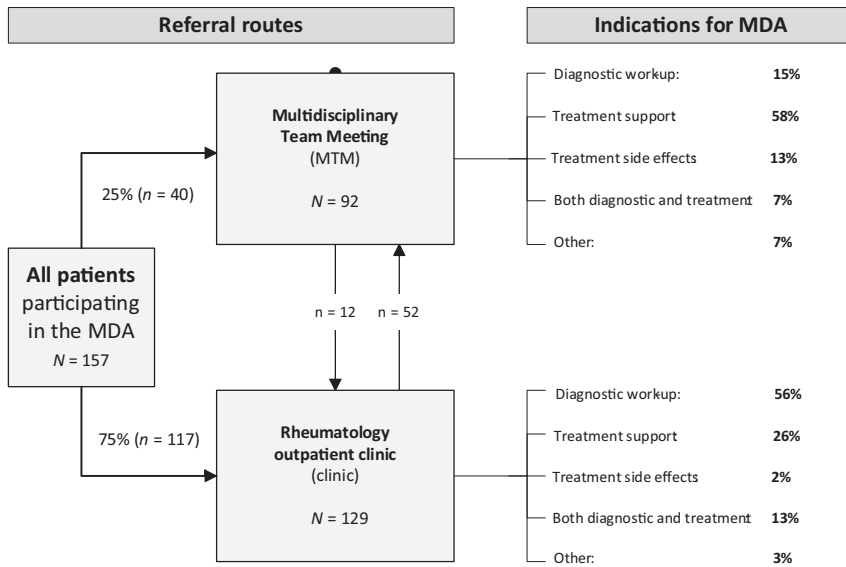 Referral routes
Indications for MDA
All patients
participating
in the MDA
N = 157
25% (n = 40)
75% (n = 117)
Multidisciplinary
Team Meeting
(MTM)
N = 92
n = 12
n = 52
Rheumatology
outpatient clinic
(clinic)
N = 129
Diagnostic workup: 15%
Treatment support 58%
Treatment side effects 13%
Both diagnostic and treatment 7%
Other: 7%
Diagnostic workup: 56%
Treatment support 26%
Treatment side effects 2%
Both diagnostic and treatment 13%
Other: 3%